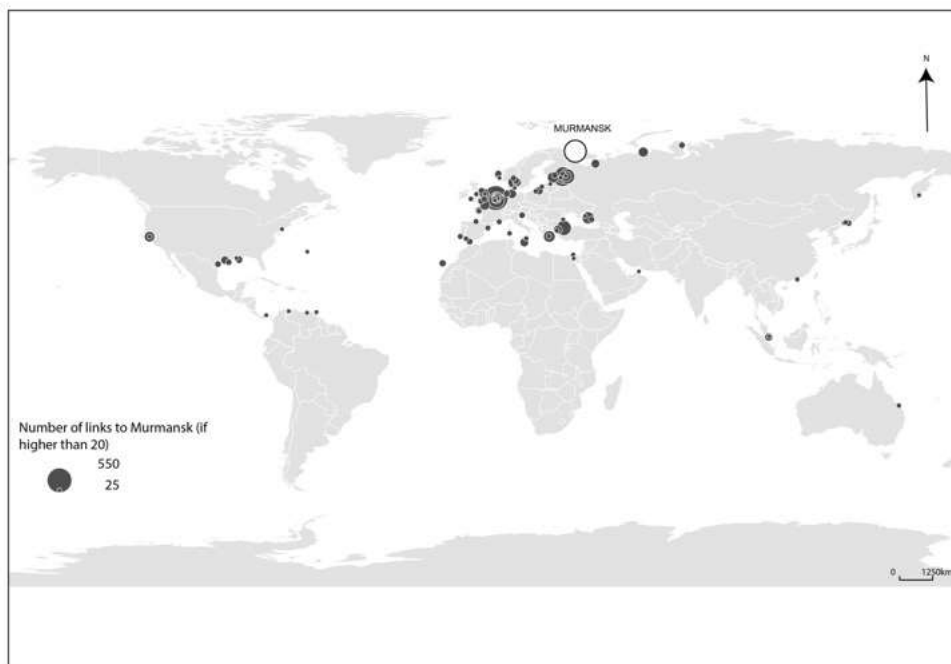 N
MURMANSK
Number of links to Murmansk (if
higher than 20)
550
25
0 1250km